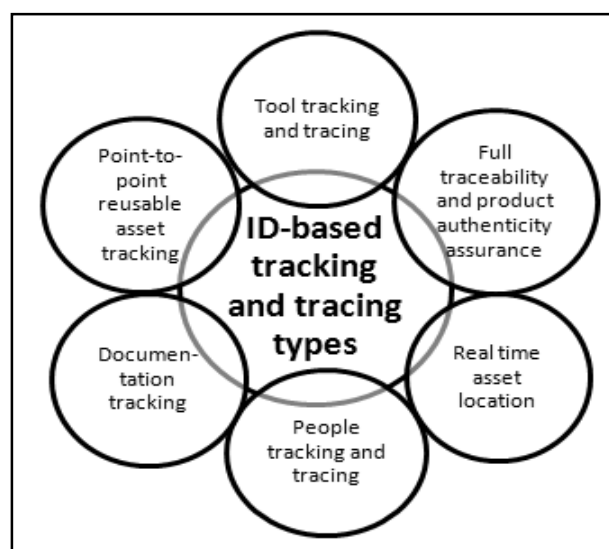 Tool tracking
and tracing
Full
traceability
and product
authenticity
assurance
Real time
asset
location
People
tracking and
tracing
Documen-
tation
tracking
Point-to-
point
reusable
asset
tracking
ID-based
tracking
and tracing
types